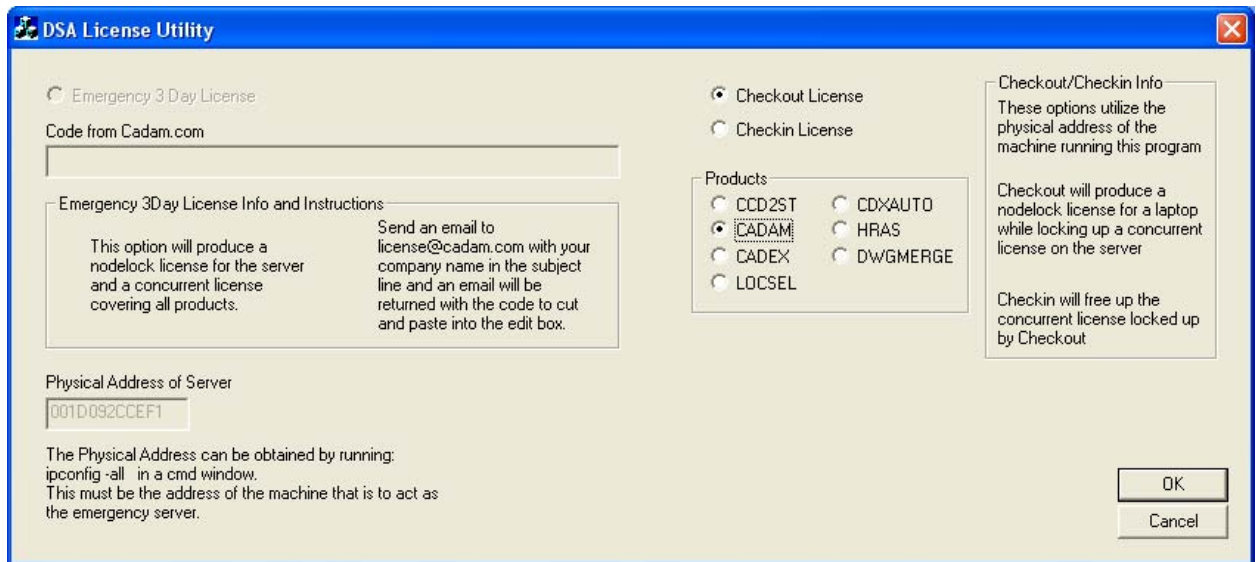 DSA License Utility
Emergency 3 Day License
Code from Cadam.com
Emergency 3Day License Info and Instructions
This option will produce a
nodelock license for the server
and a concurrent license
covering all products.
Send an email to
license@cadam.com with your
company name in the subject
line and an email will be
returned with the code to cut
and paste into the edit box.
Physical Address of Server
001D092CCEF1
The Physical Address can be obtained by running:
ipconfig -all   in a cmd window.
This must be the address of the machine that is to act as
the emergency server.
Checkout License
Checkin License
Products
CCD2ST
CADAM
CADEX
LOCSEL
CDXAUTO
HRAS
DWGMERGE
Checkout/Checkin Info
These options utilize the
physical address of the
machine running this program
Checkout will produce a
nodelock license for a laptop
while locking up a concurrent
license on the server
Checkin will free up the
concurrent license locked up
by Checkout
OK
Cancel